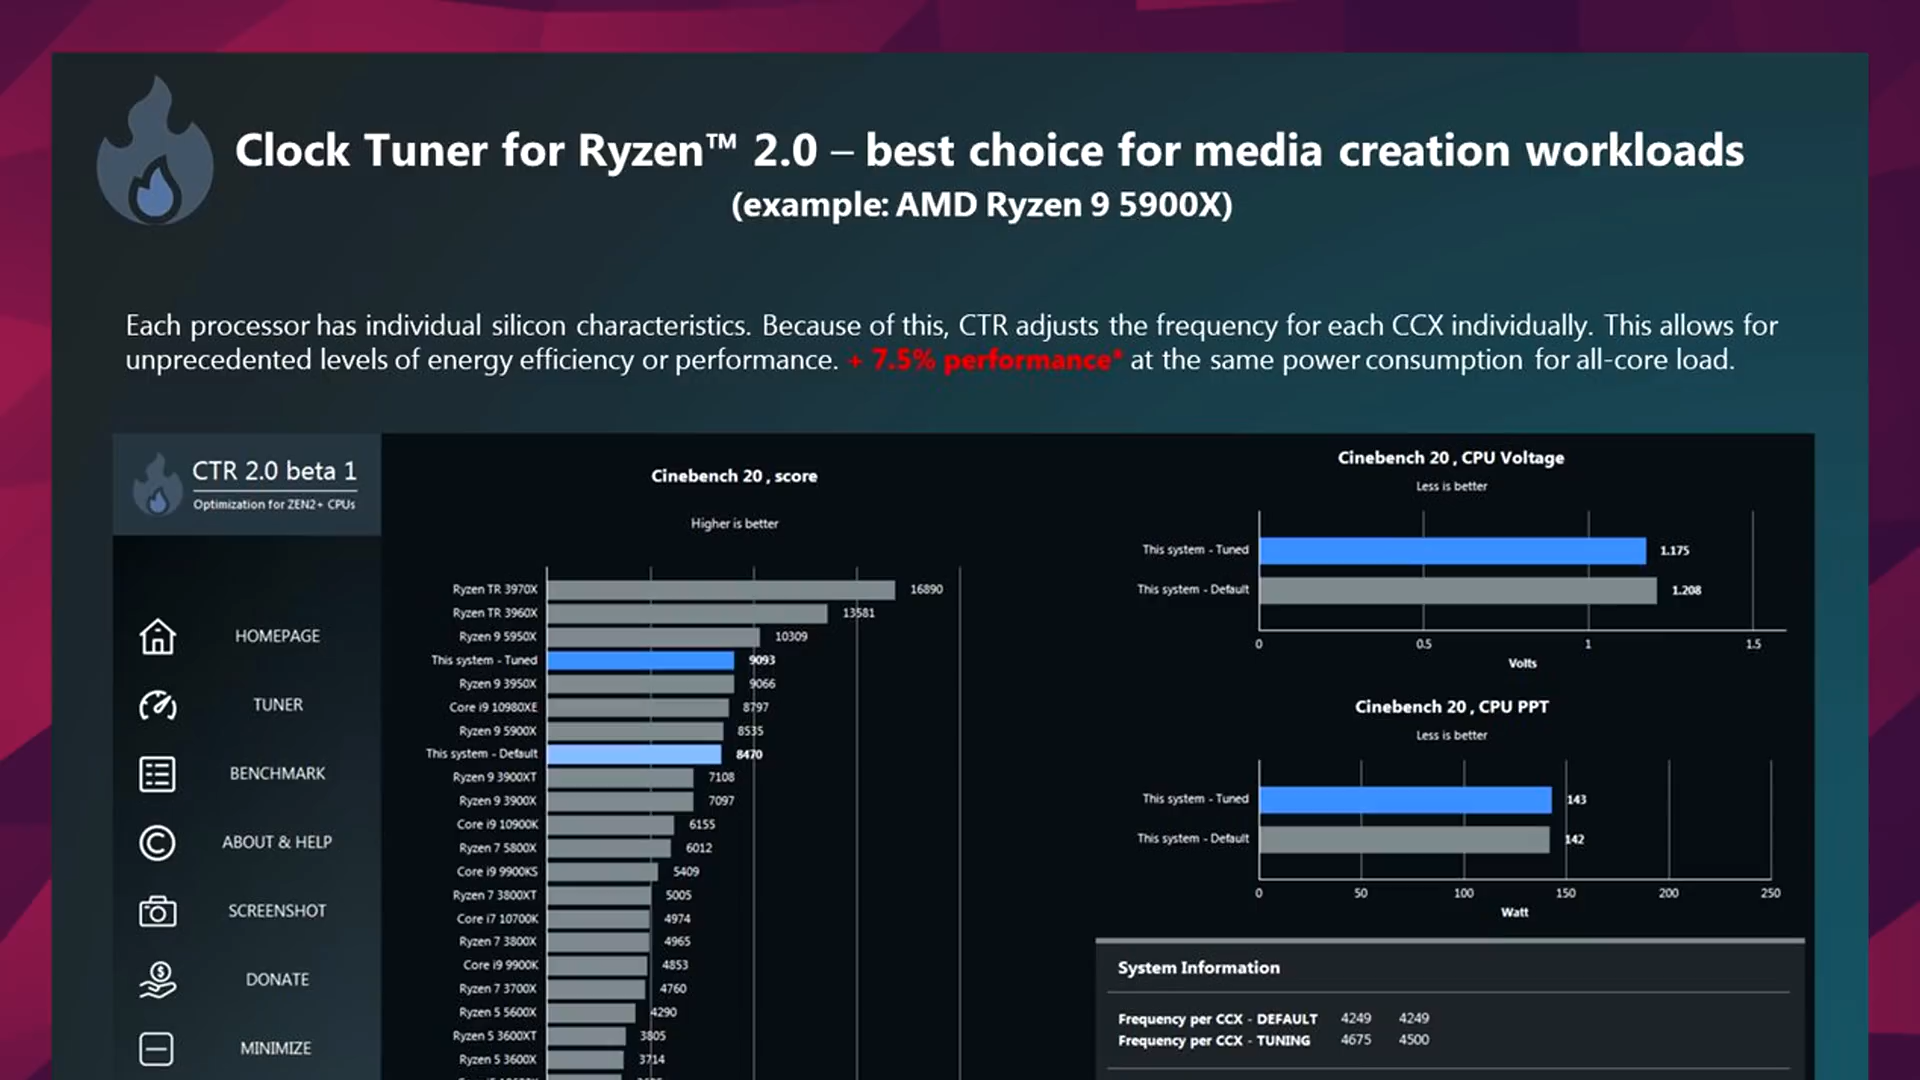 Clock Tuner for Ryzen™ 2.0 – best choice for media creation workloads
(example: AMD Ryzen 9 5900X)
Each processor has individual silicon characteristics. Because of this, CTR adjusts the frequency for each CCX individually. This allows for
unprecedented levels of energy efficiency or performance. + 7.5% performance* at the same power consumption for all-core load.
CTR 2.0 beta 1
Optimization for ZEN2+ CPUs
HOMEPAGE
TUNER
BENCHMARK
ABOUT & HELP
SCREENSHOT
DONATE
MINIMIZE
Cinebench 20 , score
Higher is better
Ryzen TR 3970X 16890
Ryzen TR 3960X 13581
Ryzen 9 5950X 10309
This system - Tuned 9093
Ryzen 9 3950X 9066
Core i9 10980XE 8797
Ryzen 9 5900X 8535
This system - Default 8470
Ryzen 9 3900XT 7108
Ryzen 9 3900X 7097
Core i9 10900K 6155
Ryzen 7 5800X 6012
Core i9 9900KS 5409
Ryzen 7 3800XT 5005
Core i7 10700K 4974
Ryzen 7 3800X 4965
Core i9 9900K 4853
Ryzen 7 3700X 4760
Ryzen 5 5600X 4290
Ryzen 5 3600XT 3805
Ryzen 5 3600X 3714
Cinebench 20 , CPU Voltage
Less is better
This system - Tuned 1.175
This system - Default 1.208
0 0.5 1 1.5
Volts
Cinebench 20 , CPU PPT
Less is better
This system - Tuned 143
This system - Default 142
0 50 100 150 200 250
Watt
System Information
Frequency per CCX - DEFAULT 4249 4249
Frequency per CCX - TUNING 4675 4500